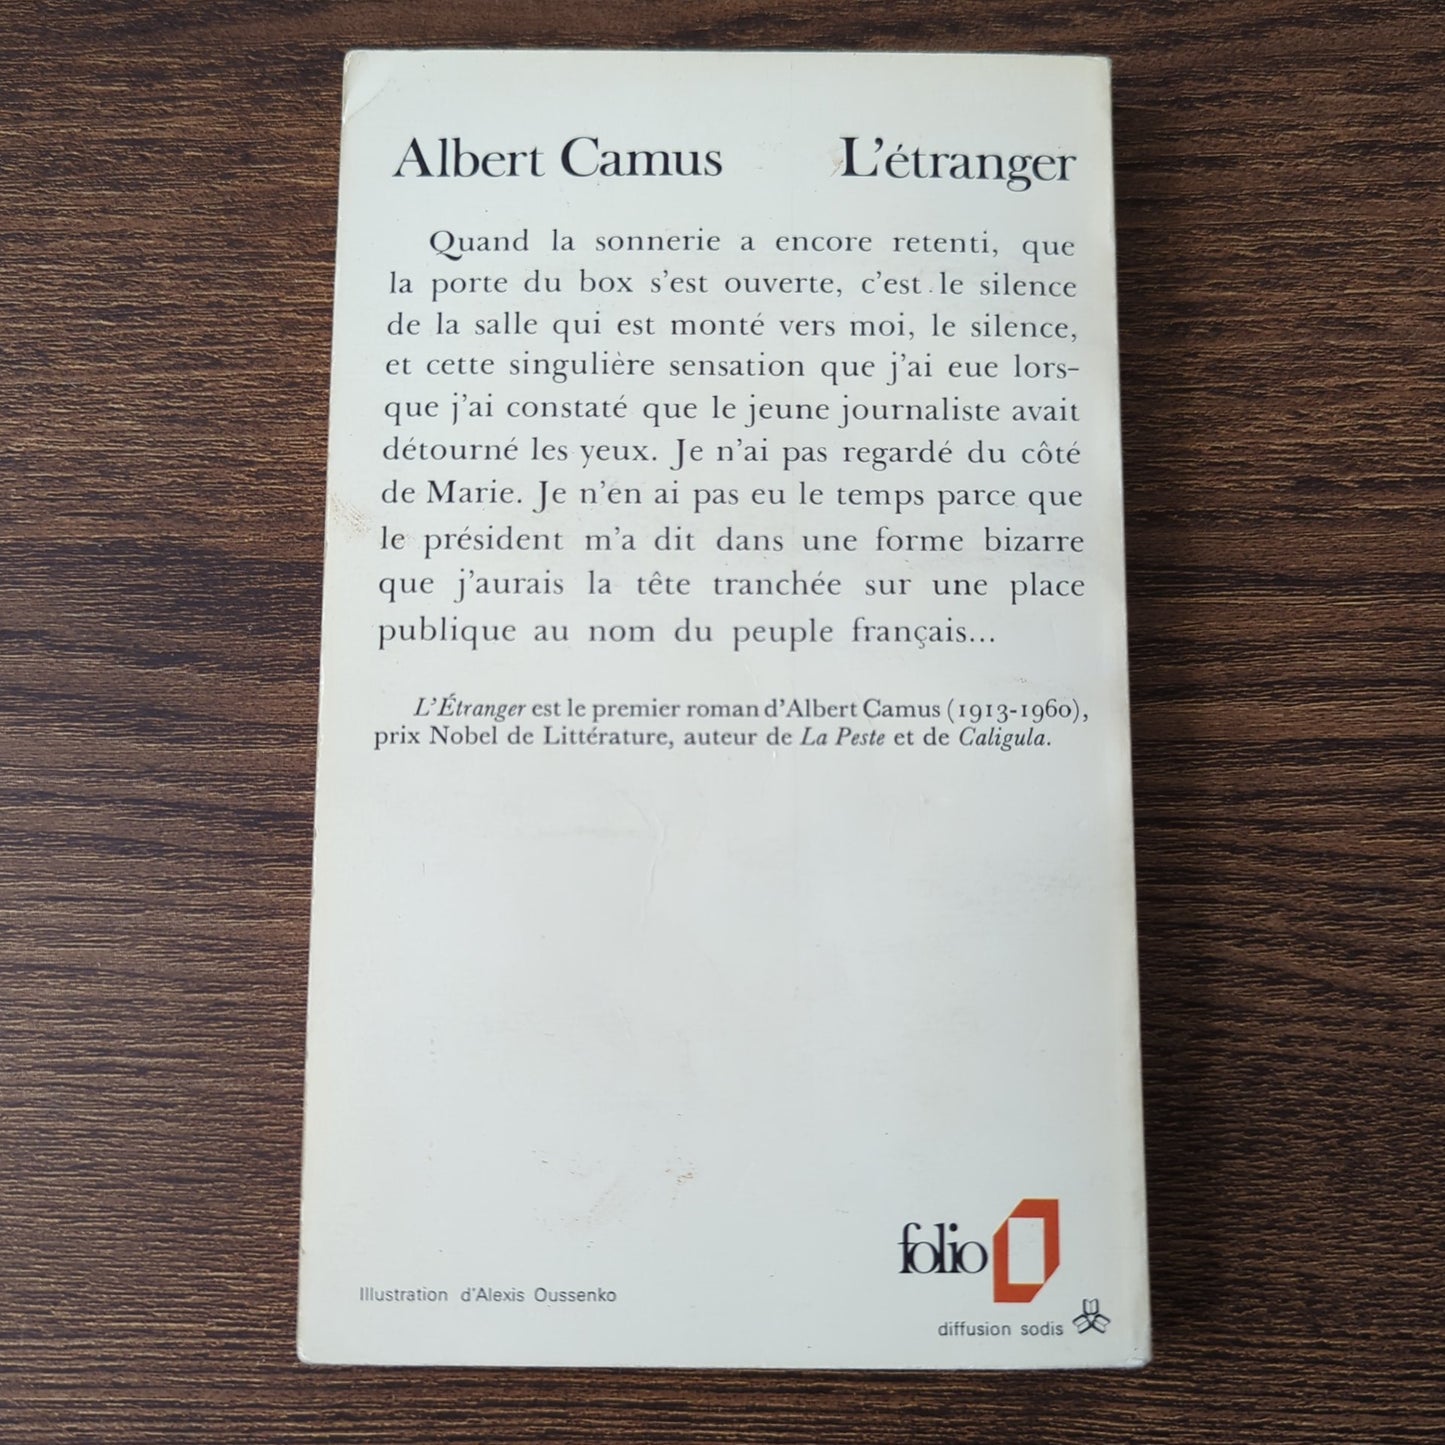 Albert Camus L'étranger
Quand la sonnerie a encore retenti, que
la porte du box s'est ouverte, c'est le silence
de la salle qui est monté vers moi, le silence,
et cette singulière sensation que j'ai eue lors-
que j'ai constaté que le jeune journaliste avait
détourné les yeux. Je n'ai pas regardé du côté
de Marie. Je n'en ai pas eu le temps parce que
le président m'a dit dans une forme bizarre
que j'aurais la tête tranchée sur une place
publique au nom du peuple français...
L'Étranger est le premier roman d'Albert Camus (1913-1960),
prix Nobel de Littérature, auteur de La Peste et de Caligula.
folio
Illustration d'Alexis Oussenko
diffusion sodis